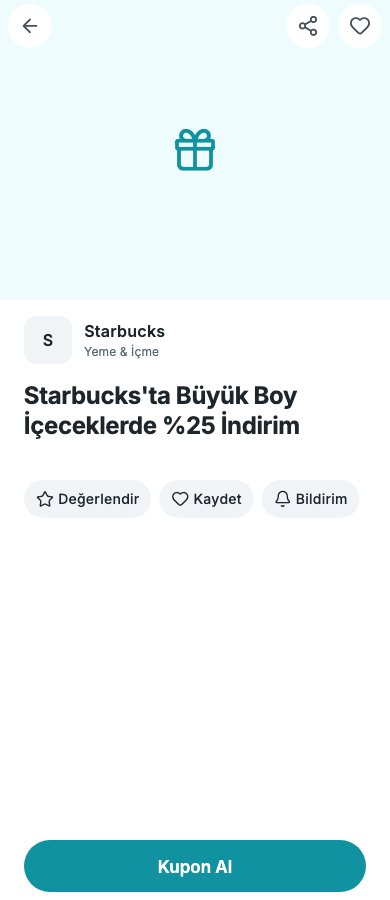 S
Starbucks
Yeme & İçme
Starbucks'ta Büyük Boy
İçeceklerde %25 İndirim
Değerlendir
Kaydet
Bildirim
Kupon Al